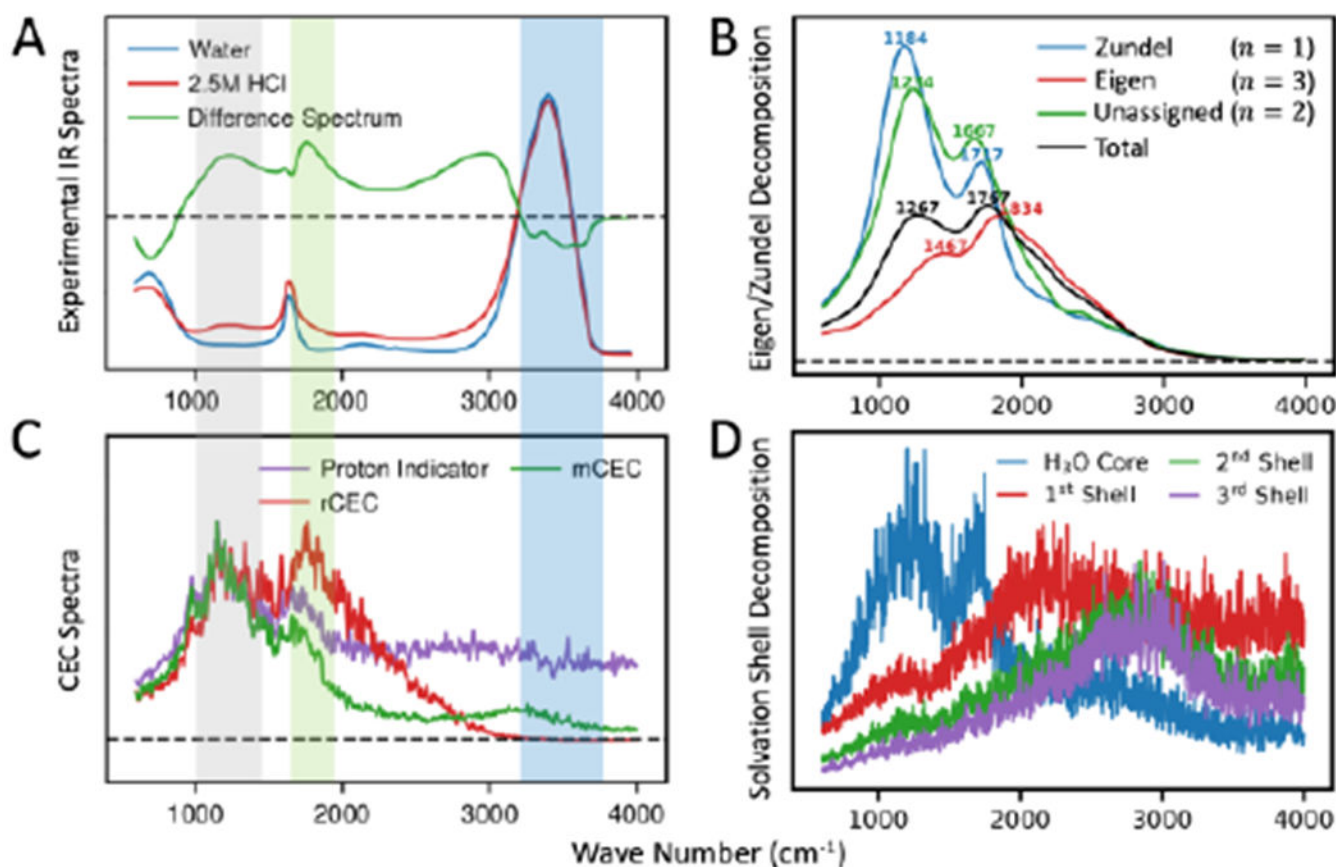 A
Experimental IR Spectra
Water
2.5M HCl
Difference Spectrum
1000 2000 3000 4000
B
Eigen/Zundel Decomposition
1184
1667
1717
1267
1767
1467
1834
Zundel (n = 1)
Eigen (n = 3)
Unassigned (n = 2)
Total
1000 2000 3000 4000
C
CEC Spectra
Proton Indicator mCEC
rCEC
1000 2000 3000 4000
D
Solvation Shell Decomposition
H₃O Core 2ⁿᵈ Shell
1ˢᵗ Shell 3ʳᵈ Shell
1000 2000 3000 4000
Wave Number (cm⁻¹)